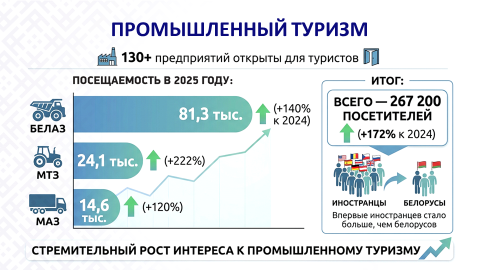 ПРОМЫШЛЕННЫЙ ТУРИЗМ
130+ предприятий открыты для туристов
ПОСЕЩАЕМОСТЬ В 2025 ГОДУ:
БЕЛАЗ
81,3 тыс.
(+140%
к 2024)
МТЗ
24,1 тыс.
(+222%)
МАЗ
14,6
тыс.
(+120%)
ИТОГ:
ВСЕГО — 267 200
ПОСЕТИТЕЛЕЙ
(+172% к 2024)
ИНОСТРАНЦЫ
БЕЛОРУСЫ
Впервые иностранцев стало
больше, чем белорусов
СТРЕМИТЕЛЬНЫЙ РОСТ ИНТЕРЕСА К ПРОМЫШЛЕННОМУ ТУРИЗМУ